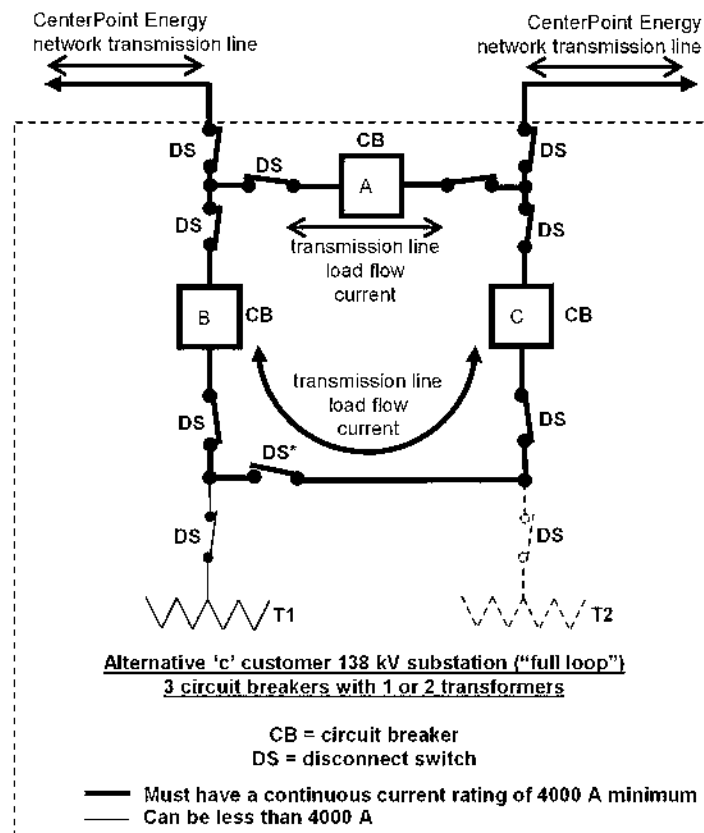 CenterPoint Energy
network transmission line
CenterPoint Energy
network transmission line
DS
DS
CB
A
DS
DS
DS
transmission line
load flow
current
B
CB
C
CB
transmission line
load flow
current
DS
DS*
DS
DS
DS
T1
T2
Alternative ‘c’ customer 138 kV substation (“full loop”)
3 circuit breakers with 1 or 2 transformers
CB = circuit breaker
DS = disconnect switch
Must have a continuous current rating of 4000 A minimum
Can be less than 4000 A